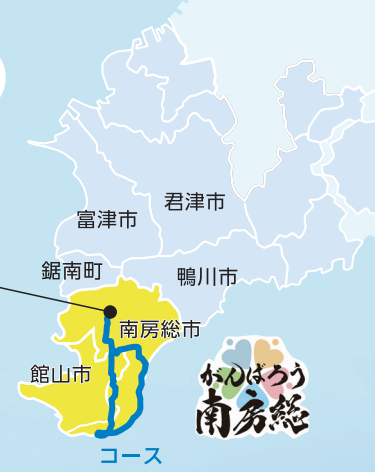 君津市
富津市
鋸南町
鴨川市
南房総市
館山市
がんばろう
南房総
コース